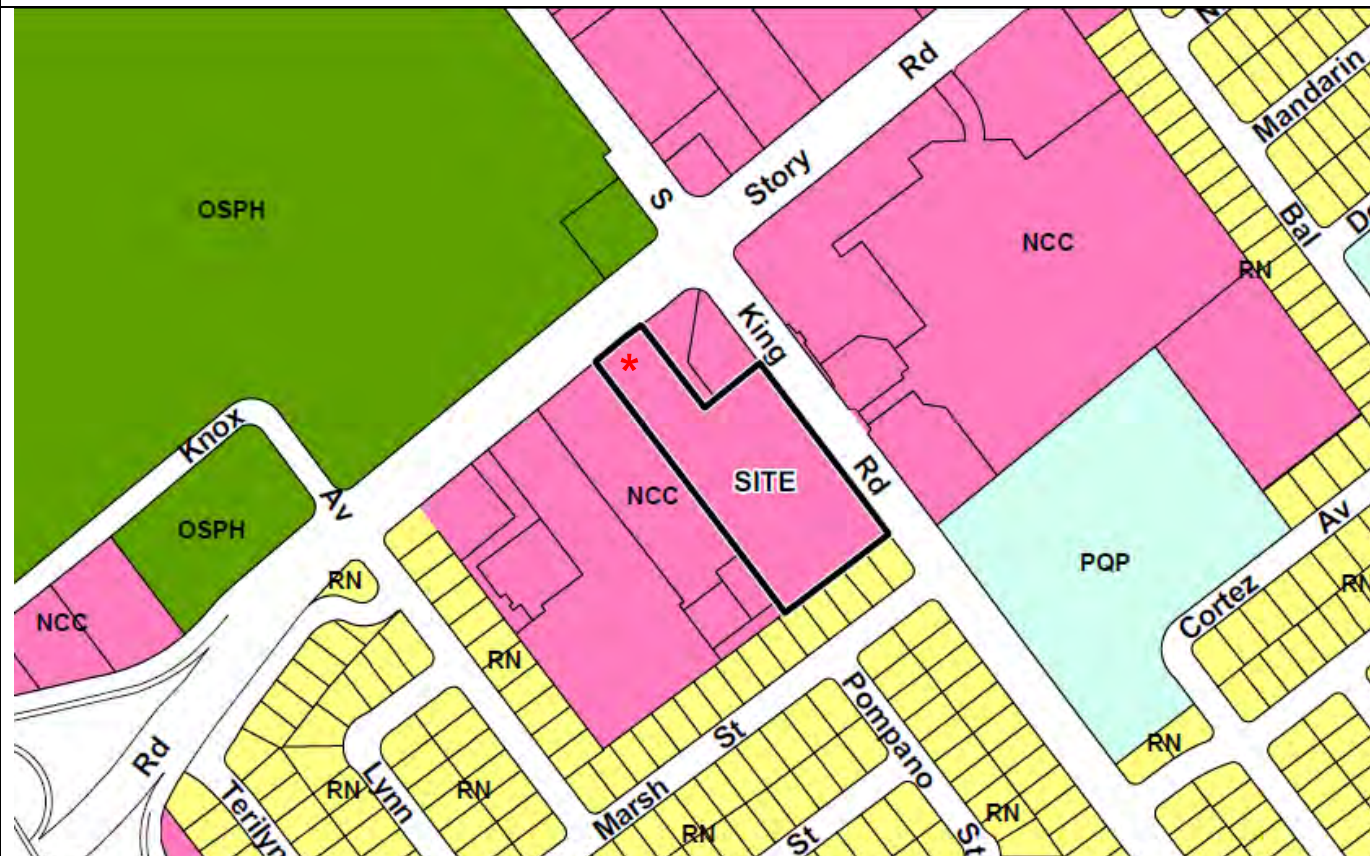 Rd
Mandarin
Story
S
OSPH
NCC
Bal
RN
King
*
Knox
Av
SITE
NCC
Rd
OSPH
Av
PQP
RN
RN
Cortez
NCC
RN
Pompano
St
RN
Rd
Lynn
RN
RN
Marsh
RN
St
St
RN